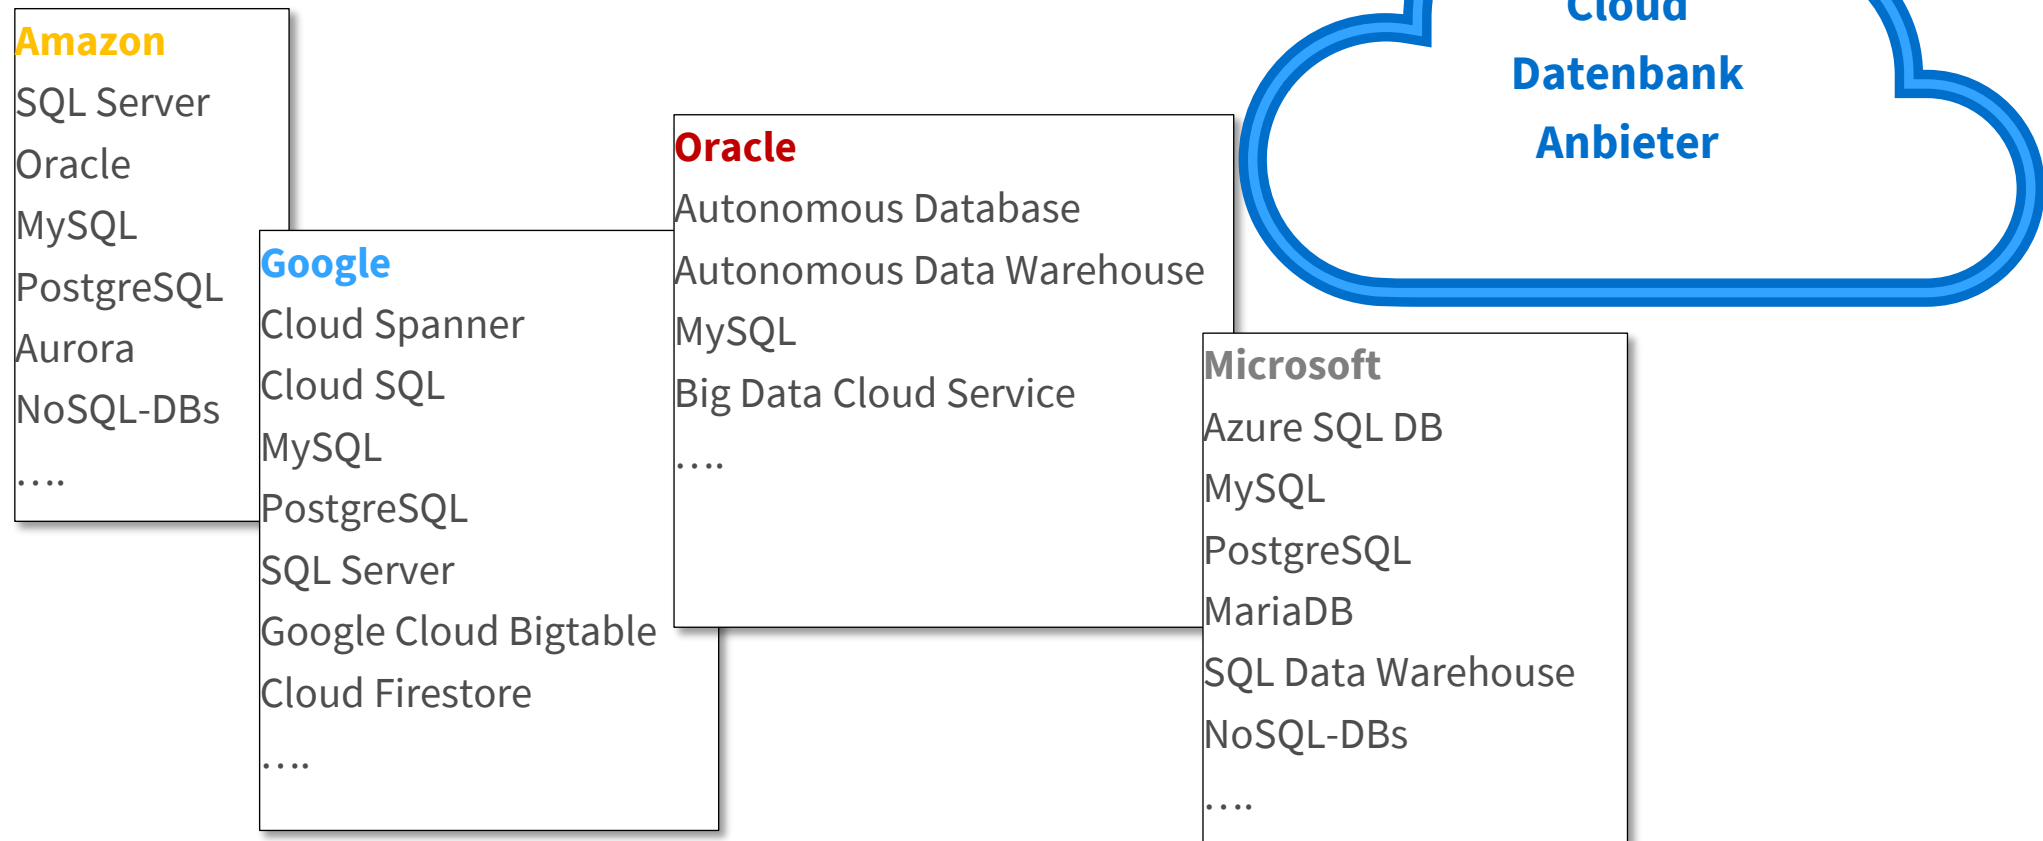 Amazon
SQL Server
Oracle
MySQL
PostgreSQL
Aurora
NoSQL-DBs
....
Google
Cloud Spanner
Cloud SQL
MySQL
PostgreSQL
SQL Server
Google Cloud Bigtable
Cloud Firestore
....
Oracle
Autonomous Database
Autonomous Data Warehouse
MySQL
Big Data Cloud Service
....
Cloud
Datenbank
Anbieter
Microsoft
Azure SQL DB
MySQL
PostgreSQL
MariaDB
SQL Data Warehouse
NoSQL-DBs
....